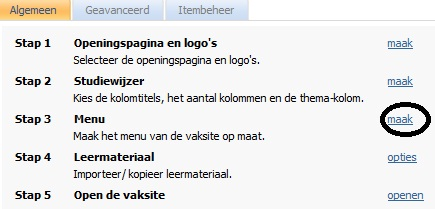 Algemeen Geavanceerd Itembeheer
Stap 1 Openingspagina en logo's maak
Selecteer de openingspagina en logo's.
Stap 2 Studiewijzer maak
Kies de kolomtitels, het aantal kolommen en de thema-kolom.
Stap 3 Menu maak
Maak het menu van de vaksite op maat.
Stap 4 Leermateriaal opties
Importeer/ kopieer leermateriaal.
Stap 5 Open de vaksite openen